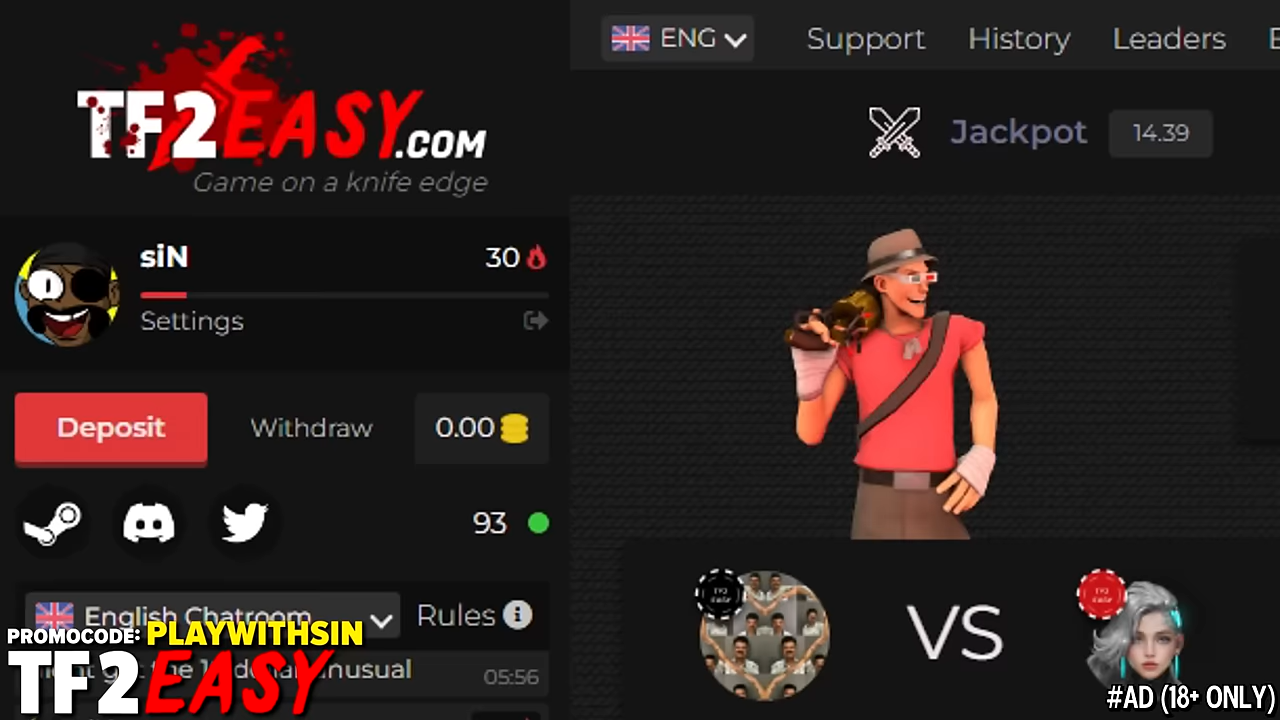 TF2EASY.COM
Game on a knife edge
ENG
Support
History
Leaders
Jackpot
14.39
siN
30
Settings
Deposit
Withdraw
0.00
93
English Chatroom
Rules
PROMOCODE: PLAYWITHSIN
the
unusual
05:56
TF2EASY
VS
#AD (18+ ONLY)